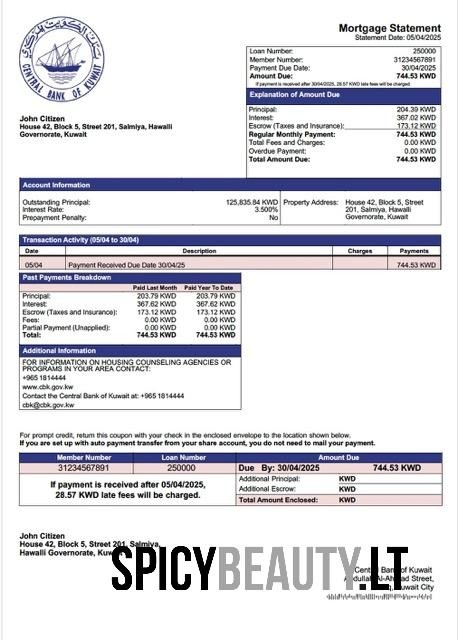 بنك الكويت المركزي
CENTRAL BANK OF KUWAIT
Mortgage Statement
Statement Date: 05/04/2025
Loan Number: 250000
Member Number: 31234567891
Payment Due Date: 30/04/2025
Amount Due: 744.53 KWD
If payment is received after 30/04/2025, 28.57 KWD late fees will be charged.
John Citizen
House 42, Block 5, Street 201, Salmiya, Hawalli
Governorate, Kuwait
Explanation of Amount Due
Principal: 204.39 KWD
Interest: 367.02 KWD
Escrow (Taxes and Insurance): 173.12 KWD
Regular Monthly Payment: 744.53 KWD
Total Fees and Charges: 0.00 KWD
Overdue Payment: 0.00 KWD
Total Amount Due: 744.53 KWD
Account Information
Outstanding Principal: 125,835.84 KWD
Interest Rate: 3.500%
Prepayment Penalty: No
Property Address: House 42, Block 5, Street
201, Salmiya, Hawalli
Governorate, Kuwait
Transaction Activity (05/04 to 30/04)
Date Description Charges Payments
05/04 Payment Received Due Date 30/04/25 744.53 KWD
Past Payments Breakdown
Paid Last Month Paid Year To Date
Principal: 203.79 KWD 203.79 KWD
Interest: 367.62 KWD 367.62 KWD
Escrow (Taxes and Insurance): 173.12 KWD 173.12 KWD
Fees: 0.00 KWD 0.00 KWD
Partial Payment (Unapplied): 0.00 KWD 0.00 KWD
Total: 744.53 KWD 744.53 KWD
Additional Information
FOR INFORMATION ON HOUSING COUNSELING AGENCIES OR
PROGRAMS IN YOUR AREA CONTACT:
+965 1814444
www.cbk.gov.kw
Contact the Central Bank of Kuwait at: +965 1814444
cbk@cbk.gov.kw
For prompt credit, return this coupon with your check in the enclosed envelope to the location shown below.
If you are set up with auto payment transfer from your share account, you do not need to mail your payment.
Member Number Loan Number Amount Due
31234567891 250000 Due By: 30/04/2025 744.53 KWD
If payment is received after 05/04/2025,
28.57 KWD late fees will be charged.
Additional Principal: KWD
Additional Escrow: KWD
Total Amount Enclosed: KWD
John Citizen
House 42, Block 5, Street 201, Salmiya,
Hawalli Governorate, Kuwait
SPICYBEAUTY.LT
Central Bank of Kuwait
Abdullah Al-Ahmad Street,
Kuwait City